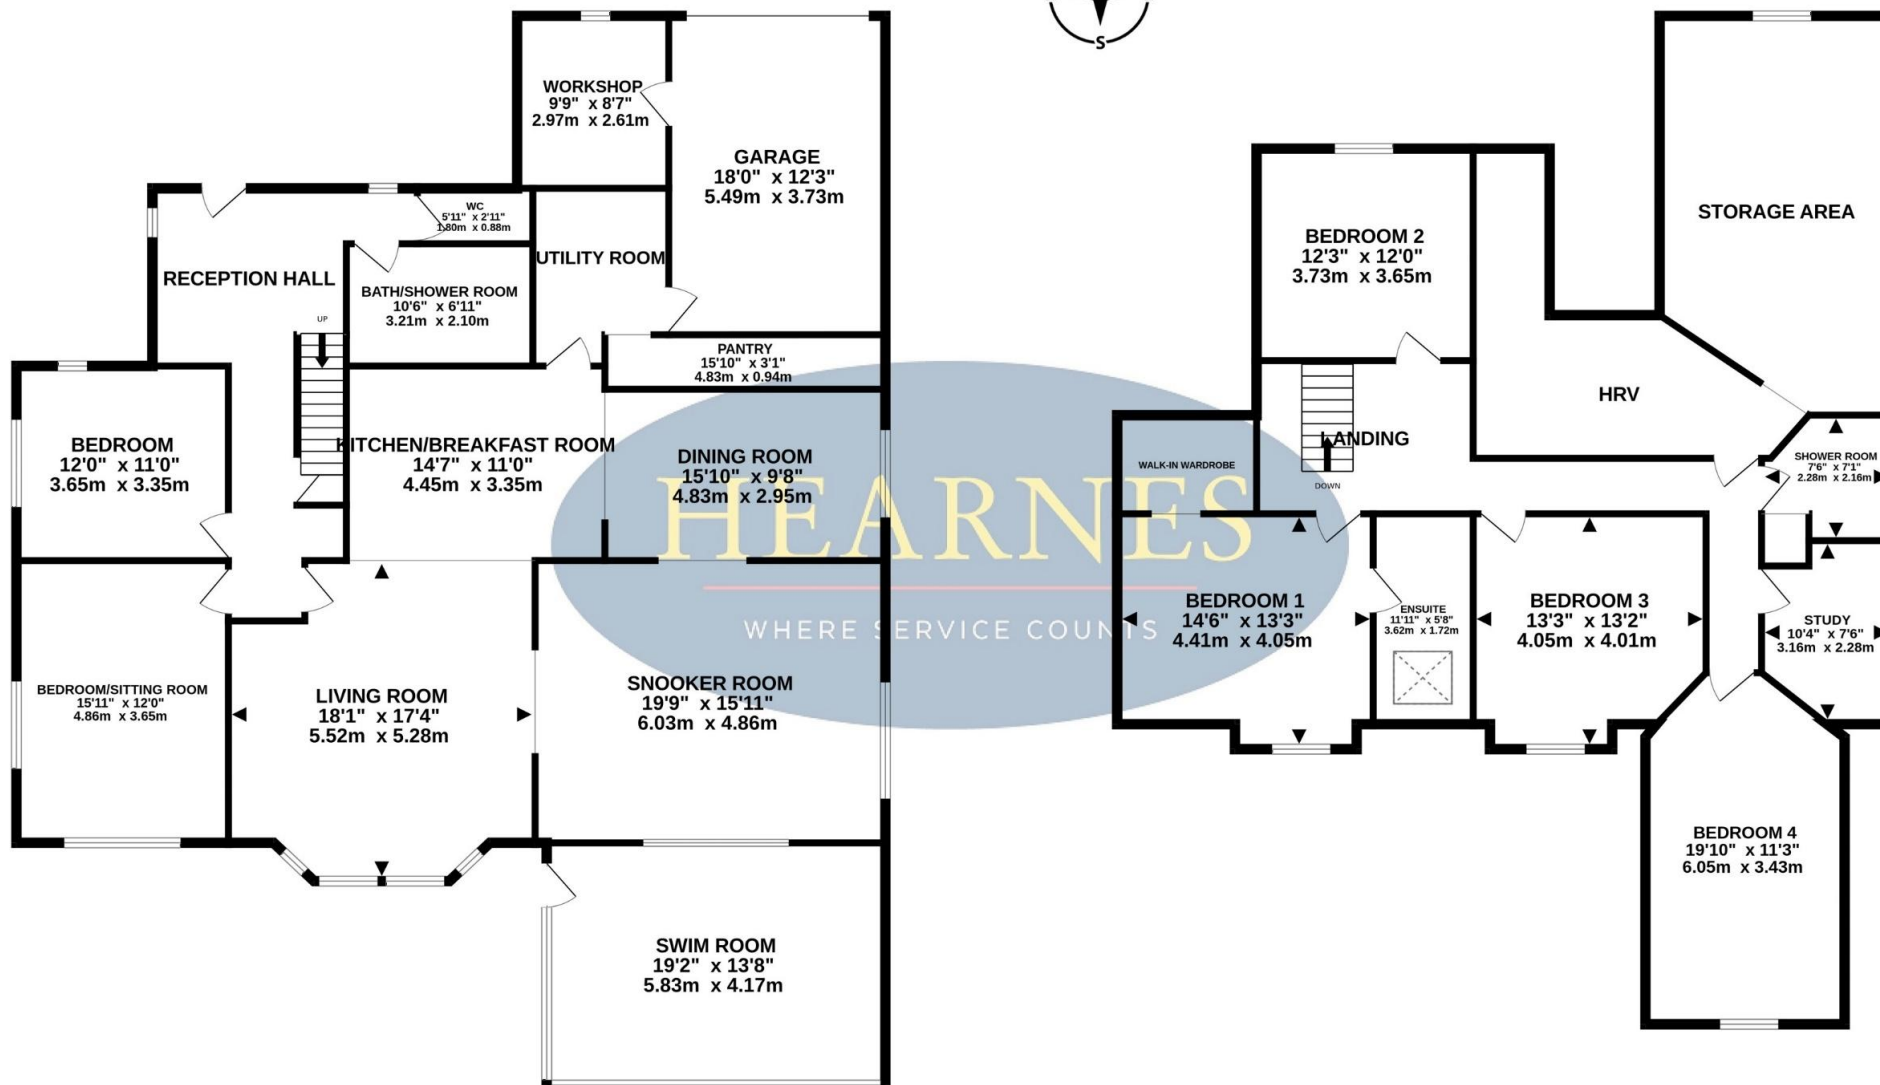 S
WORKSHOP
9'9" x 8'7"
2.97m x 2.61m
GARAGE
18'0" x 12'3"
5.49m x 3.73m
WC
5'11" x 2'11"
1.80m x 0.88m
UTILITY ROOM
RECEPTION HALL
BATH/SHOWER ROOM
10'6" x 6'11"
3.21m x 2.10m
UP
PANTRY
15'10" x 3'1"
4.83m x 0.94m
BEDROOM
12'0" x 11'0"
3.65m x 3.35m
KITCHEN/BREAKFAST ROOM
14'7" x 11'0"
4.45m x 3.35m
DINING ROOM
15'10" x 9'8"
4.83m x 2.95m
BEDROOM/SITTING ROOM
15'11" x 12'0"
4.86m x 3.65m
LIVING ROOM
18'1" x 17'4"
5.52m x 5.28m
SNOOKER ROOM
19'9" x 15'11"
6.03m x 4.86m
SWIM ROOM
19'2" x 13'8"
5.83m x 4.17m
HEARNES
WHERE SERVICE COUNTS
STORAGE AREA
BEDROOM 2
12'3" x 12'0"
3.73m x 3.65m
HRV
LANDING
WALK-IN WARDROBE
DOWN
SHOWER ROOM
7'6" x 7'1"
2.28m x 2.16m
BEDROOM 1
14'6" x 13'3"
4.41m x 4.05m
ENSUITE
11'11" x 5'8"
3.62m x 1.72m
BEDROOM 3
13'3" x 13'2"
4.05m x 4.01m
STUDY
10'4" x 7'6"
3.16m x 2.28m
BEDROOM 4
19'10" x 11'3"
6.05m x 3.43m